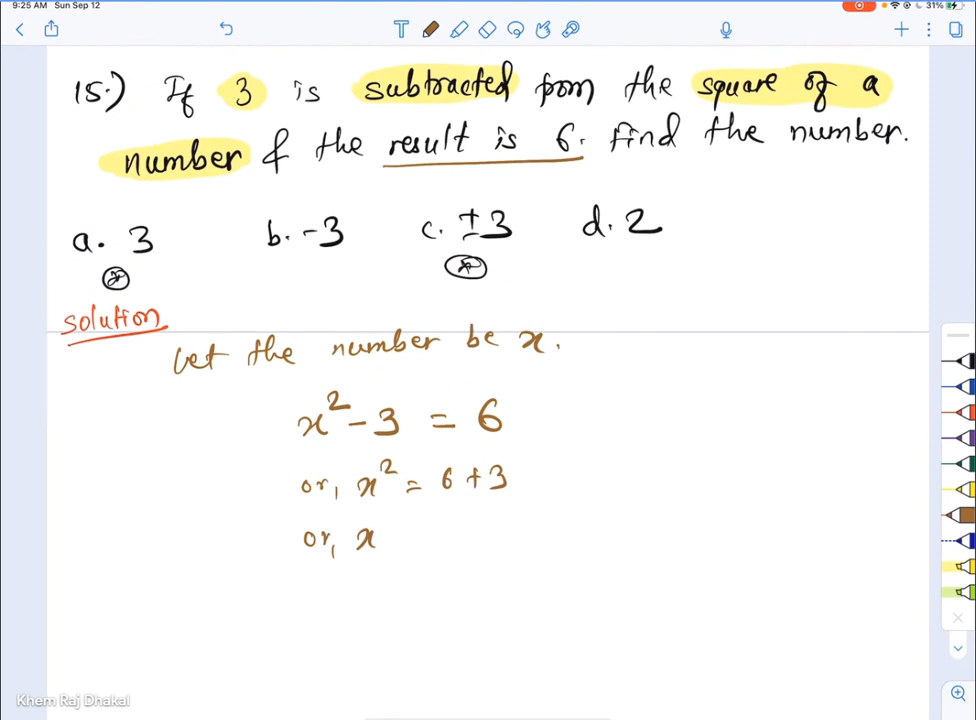 9:25 AM Sun Sep 12
31%
15.) If 3 is subtracted from the square of a
number & the result is 6. find the number.
a. 3 b. -3 c. ±3 d. 2
solution
Let the number be x.
x² - 3 = 6
or, x² = 6 + 3
or, x
Khem Raj Dhakal